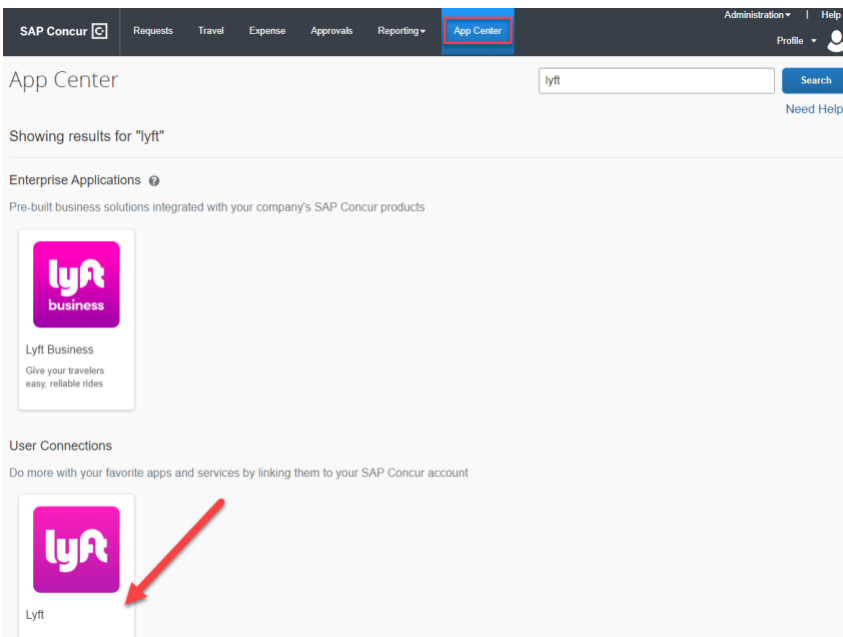 Administration | Help
SAP Concur C Requests Travel Expense Approvals Reporting App Center
Profile
App Center
lyft
Search
Need Help
Showing results for "lyft"
Enterprise Applications ?
Pre-built business solutions integrated with your company's SAP Concur products
lyft
business
Lyft Business
Give your travelers
easy, reliable rides
User Connections
Do more with your favorite apps and services by linking them to your SAP Concur account
lyft
Lyft